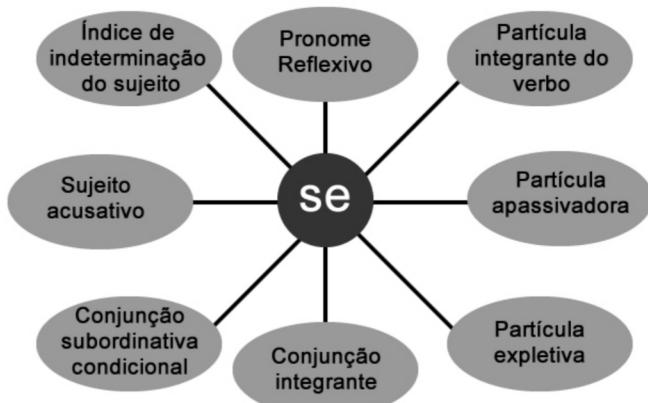 Índice de
indeterminação
do sujeito
Pronome
Reflexivo
Partícula
integrante do
verbo
Sujeito
acusativo
se
Partícula
apassivadora
Conjunção
subordinativa
condicional
Conjunção
integrante
Partícula
expletiva